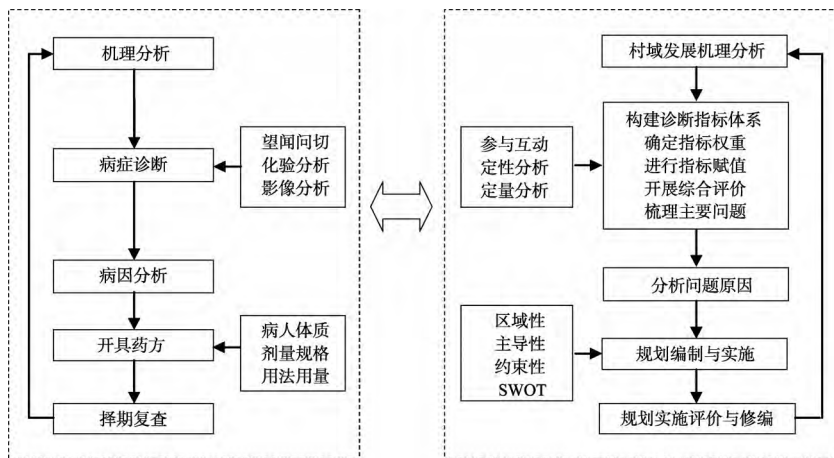 机理分析
病症诊断
望闻问切
化验分析
影像分析
病因分析
开具药方
病人体质
剂量规格
用法用量
择期复查
村域发展机理分析
参与互动
定性分析
定量分析
构建诊断指标体系
确定指标权重
进行指标赋值
开展综合评价
梳理主要问题
分析问题原因
区域性
主导性
约束性
SWOT
规划编制与实施
规划实施评价与修编